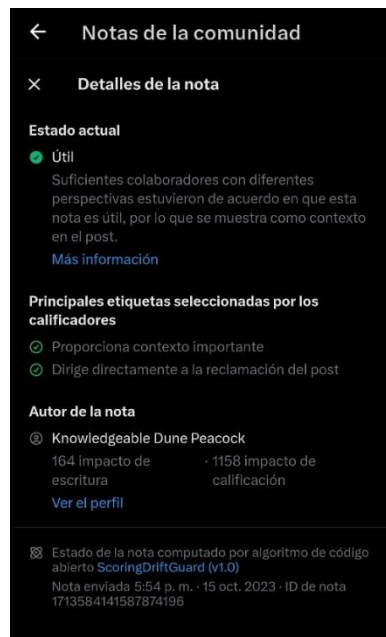 Notas de la comunidad
Detalles de la nota
Estado actual
Útil
Suficientes colaboradores con diferentes
perspectivas estuvieron de acuerdo en que esta
nota es útil, por lo que se muestra como contexto
en el post.
Más información
Principales etiquetas seleccionadas por los
calificadores
Proporciona contexto importante
Dirige directamente a la reclamación del post
Autor de la nota
Knowledgeable Dune Peacock
164 impacto de · 1158 impacto de
escritura calificación
Ver el perfil
Estado de la nota computado por algoritmo de código
abierto ScoringDriftGuard (v1.0)
Nota enviada 5:54 p. m. · 15 oct. 2023 · ID de nota
1713584141587874196